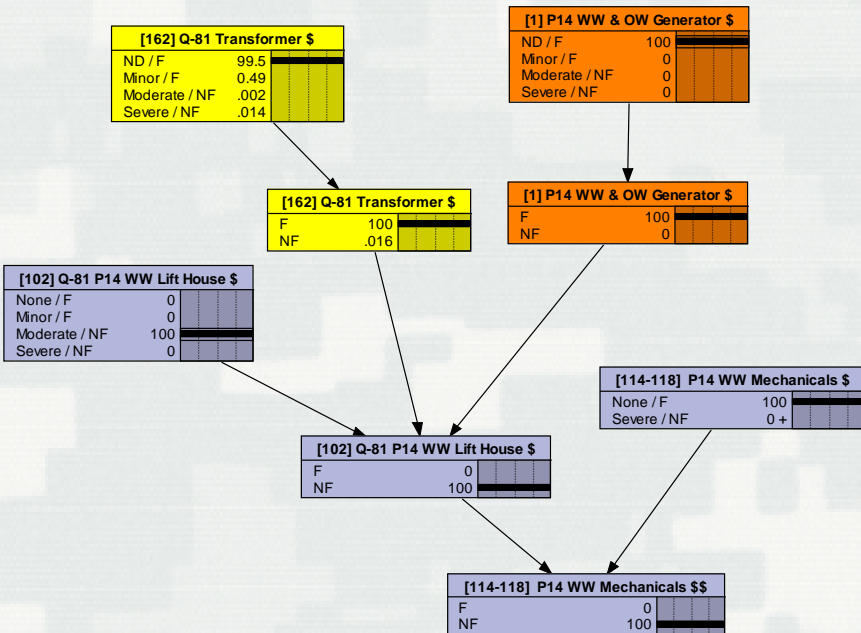 [1] P14 WW & OW Generator $
ND / F 100
Minor / F 0
Moderate / NF 0
Severe / NF 0
[162] Q-81 Transformer $
ND / F 99.5
Minor / F 0.49
Moderate / NF .002
Severe / NF .014
[162] Q-81 Transformer $
F 100
NF .016
[1] P14 WW & OW Generator $
F 100
NF 0
[102] Q-81 P14 WW Lift House $
None / F 0
Minor / F 0
Moderate / NF 100
Severe / NF 0
[114-118] P14 WW Mechanicals $
None / F 100
Severe / NF 0 +
[102] Q-81 P14 WW Lift House $
F 0
NF 100
[114-118] P14 WW Mechanicals $$
F 0
NF 100